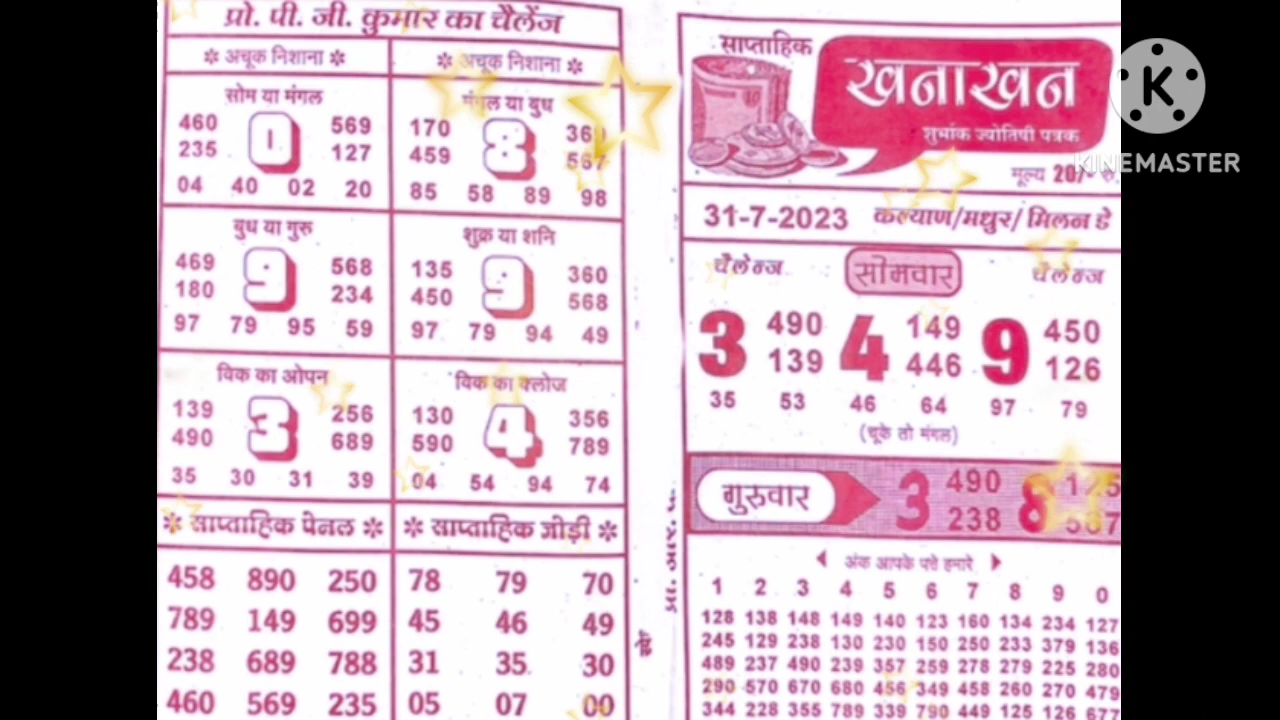 प्रो. पी. जी. कुमार का चैलेंज
✲ अचूक निशाना ✲
✲ अचूक निशाना ✲
सोम या मंगल
460 0 569
235 127
04 40 02 20
मंगल या बुध
170 8 360
459 567
85 58 89 98
बुध या गुरु
469 9 568
180 234
97 79 95 59
शुक्र या शनि
135 9 360
450 568
97 79 94 49
विक का ओपन
139 3 256
490 689
35 30 31 39
विक का क्लोज
130 4 356
590 789
04 54 94 74
✲ साप्ताहिक पेनल ✲
458 890 250
789 149 699
238 689 788
460 569 235
✲ साप्ताहिक जोड़ी ✲
78 79 70
45 46 49
31 35 30
05 07 00
साप्ताहिक
खनाखन
शुभांक ज्योतिषी पत्रक
मूल्य 20/- रु.
K
KINEMASTER
31-7-2023 कल्याण/मधुर/मिलन डे
चैलेन्ज सोमवार चैलेन्ज
3 490 4 149 9 450
139 446 126
35 53 46 64 97 79
(चूके तो मंगल)
गुरुवार 3 490 8
238
अंक आपके पत्ते हमारे
1 2 3 4 5 6 7 8 9 0
128 138 148 149 140 123 160 134 234 127
245 129 238 130 230 150 250 233 379 136
489 237 490 239 357 259 278 279 225 280
290 570 670 680 456 349 458 260 270 479
344 228 355 789 339 790 449 125 126 677